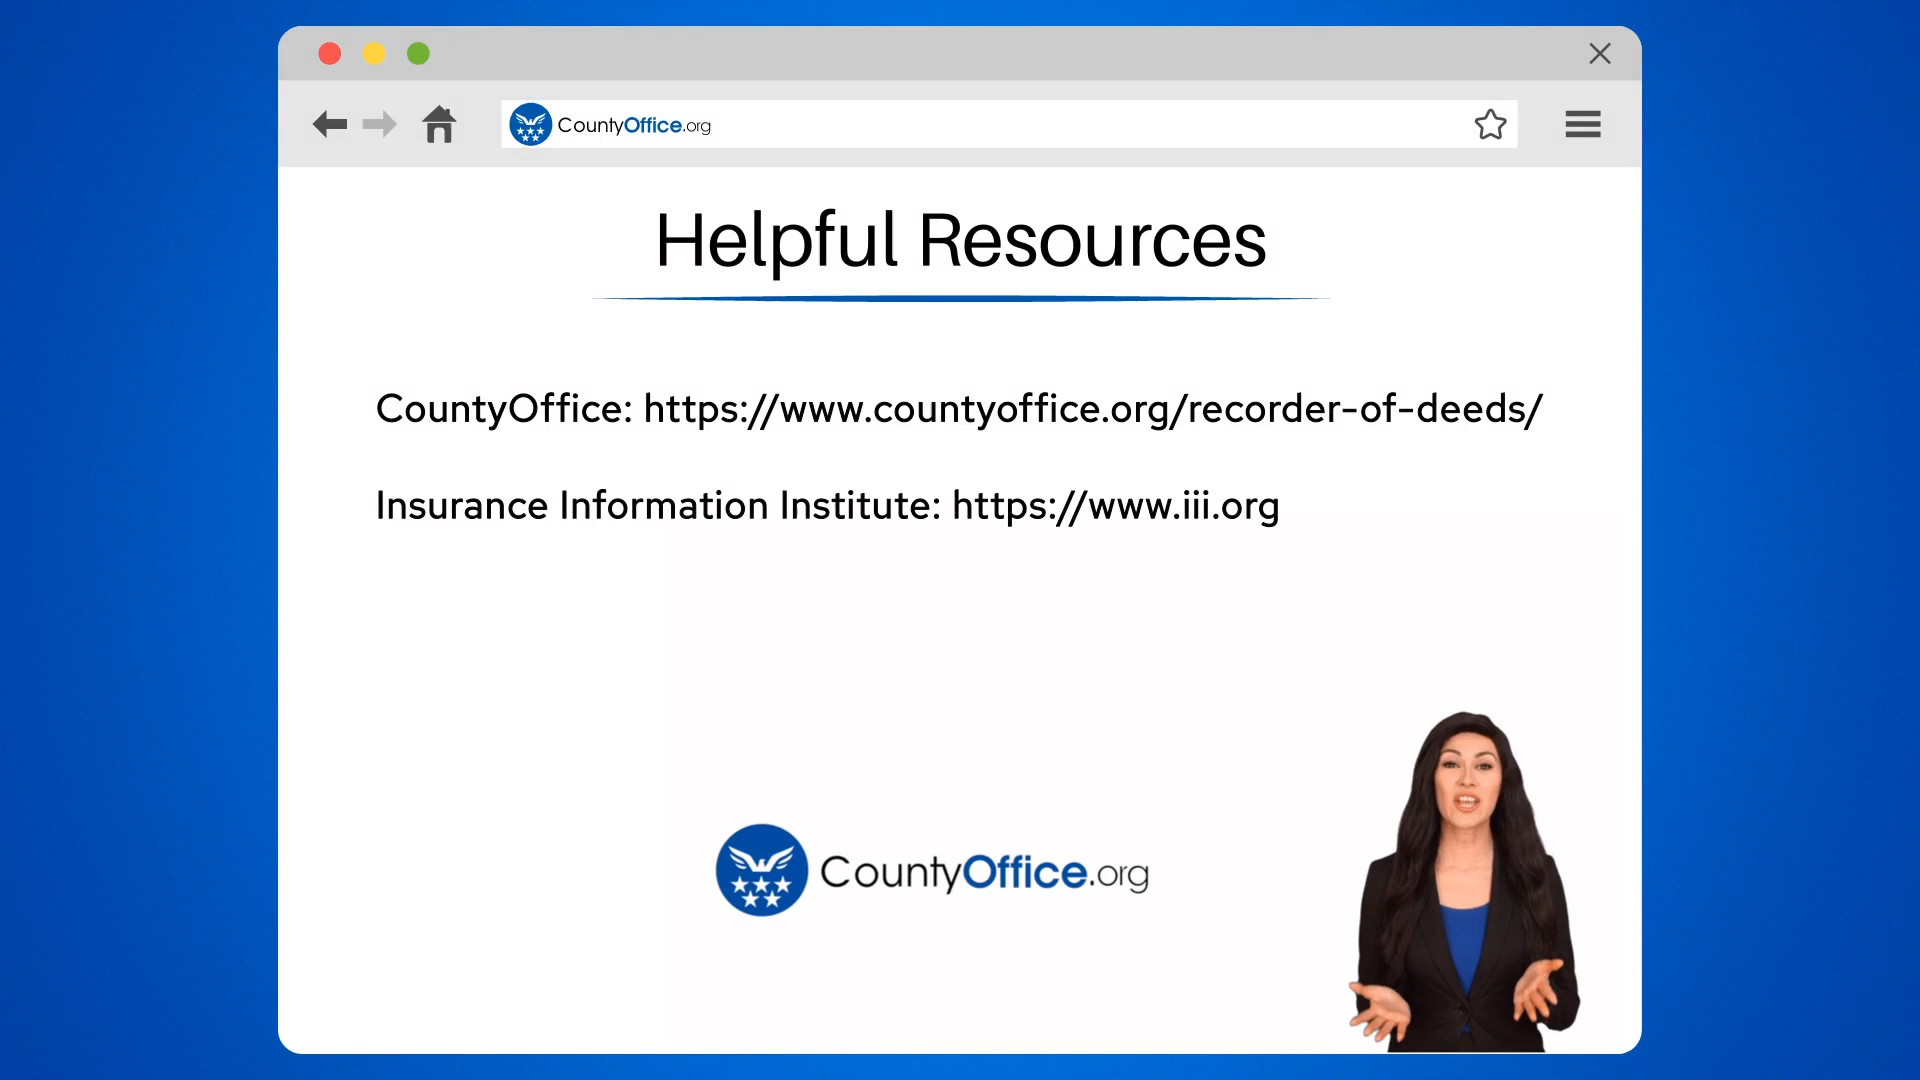 CountyOffice.org
Helpful Resources
CountyOffice: https://www.countyoffice.org/recorder-of-deeds/
Insurance Information Institute: https://www.iii.org
CountyOffice.org